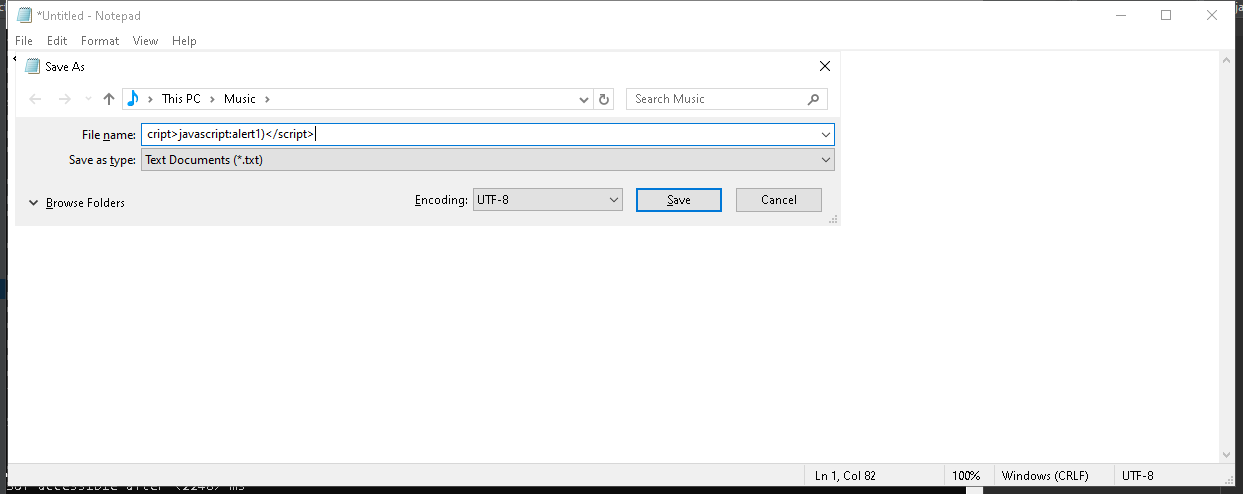 *Untitled - Notepad
File Edit Format View Help
Save As
This PC Music
Search Music
File name: cript>javascript:alert1)</script>
Save as type: Text Documents (*.txt)
Browse Folders
Encoding: UTF-8
Save
Cancel
Ln 1, Col 82
100%
Windows (CRLF)
UTF-8